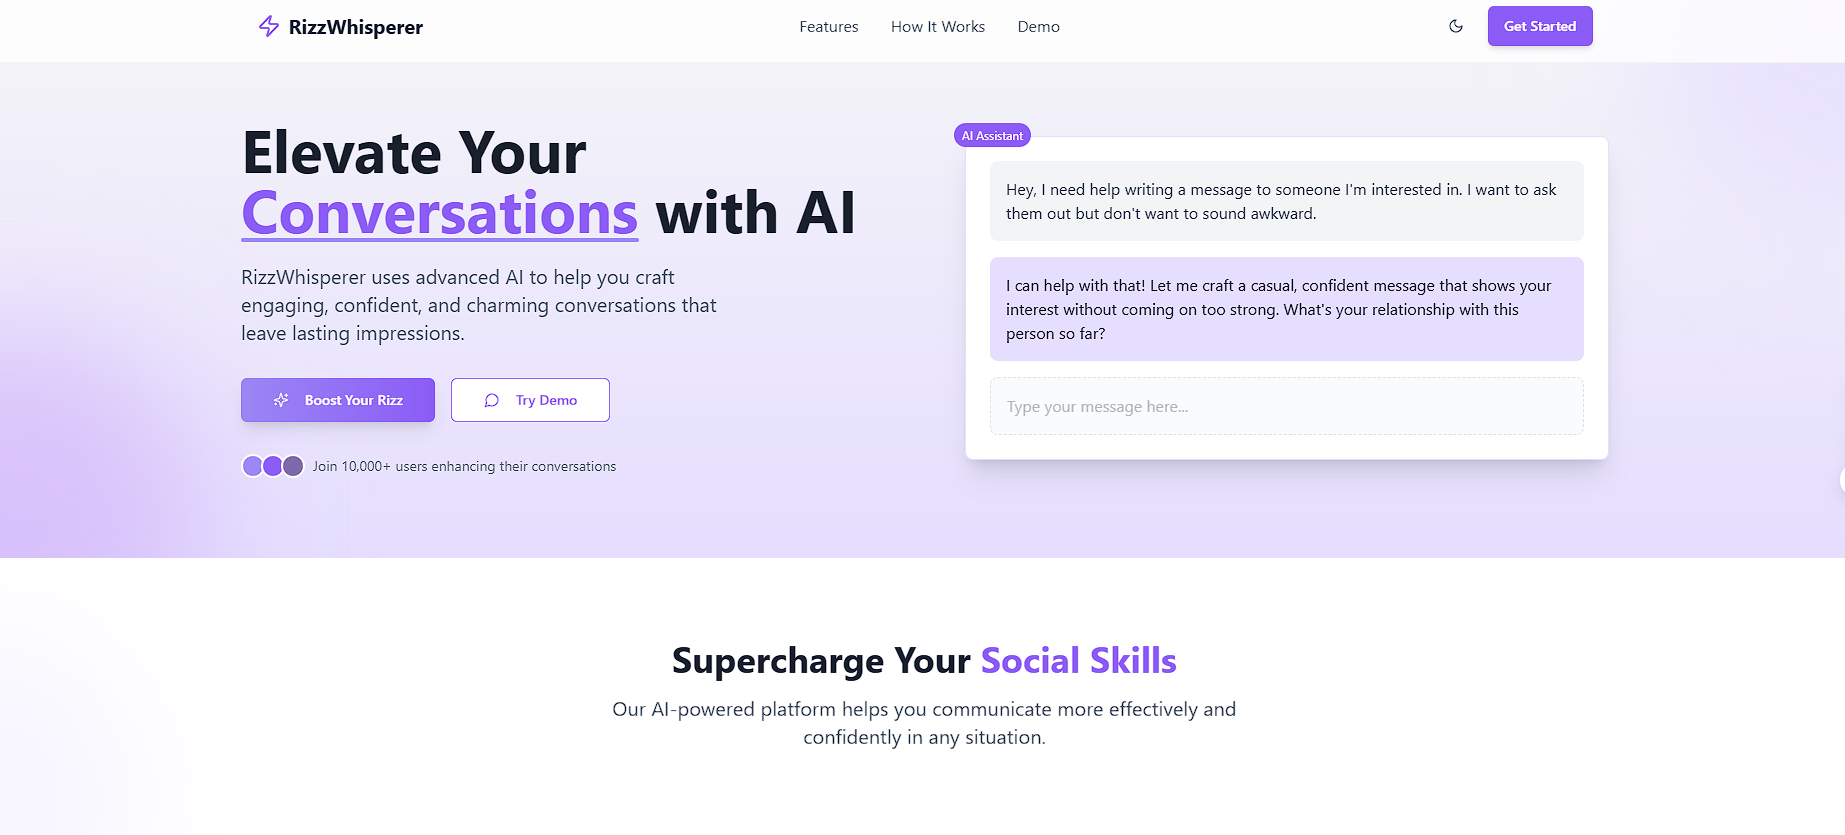 RizzWhisperer
Features
How It Works
Demo
Get Started
Elevate Your
Conversations with AI
RizzWhisperer uses advanced AI to help you craft
engaging, confident, and charming conversations that
leave lasting impressions.
Boost Your Rizz
Try Demo
Join 10,000+ users enhancing their conversations
AI Assistant
Hey, I need help writing a message to someone I'm interested in. I want to ask
them out but don't want to sound awkward.
I can help with that! Let me craft a casual, confident message that shows your
interest without coming on too strong. What's your relationship with this
person so far?
Type your message here...
Supercharge Your Social Skills
Our AI-powered platform helps you communicate more effectively and
confidently in any situation.